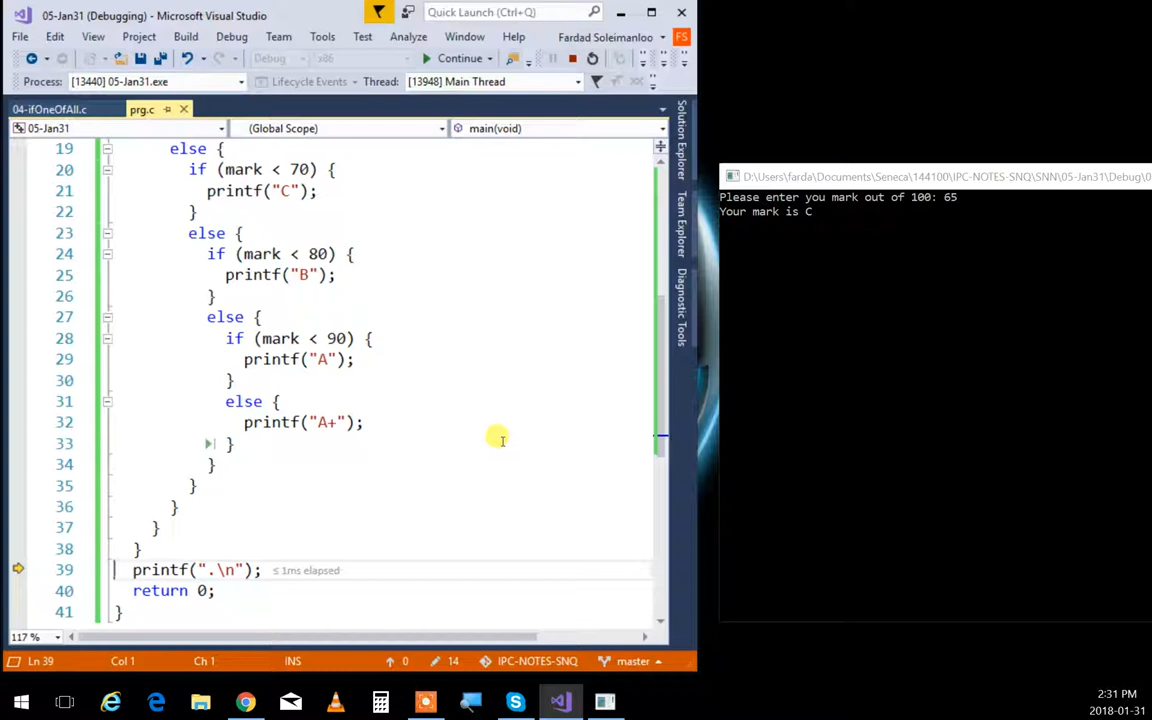 05-Jan31 (Debugging) - Microsoft Visual Studio
Quick Launch (Ctrl+Q)
File Edit View Project Build Debug Team Tools Test Analyze Window Help Fardad Soleimanloo FS
Debug x86 Continue
Process: [13440] 05-Jan31.exe Lifecycle Events Thread: [13948] Main Thread
04-ifOneOfAll.c prg.c
05-Jan31 (Global Scope) main(void)
19 else {
20 if (mark < 70) {
21 printf("C");
22 }
23 else {
24 if (mark < 80) {
25 printf("B");
26 }
27 else {
28 if (mark < 90) {
29 printf("A");
30 }
31 else {
32 printf("A+");
33 }
34 }
35 }
36 }
37 }
38 }
39 printf(".\n"); ≤ 1ms elapsed
40 return 0;
41 }
117 %
Ln 39 Col 1 Ch 1 INS 0 14 IPC-NOTES-SNQ master
Solution Explorer
Team Explorer
Diagnostic Tools
D:\Users\farda\Documents\Seneca\144100\IPC-NOTES-SNQ\SNN\05-Jan31\Debug\0
Please enter you mark out of 100: 65
Your mark is C
2:31 PM
2018-01-31